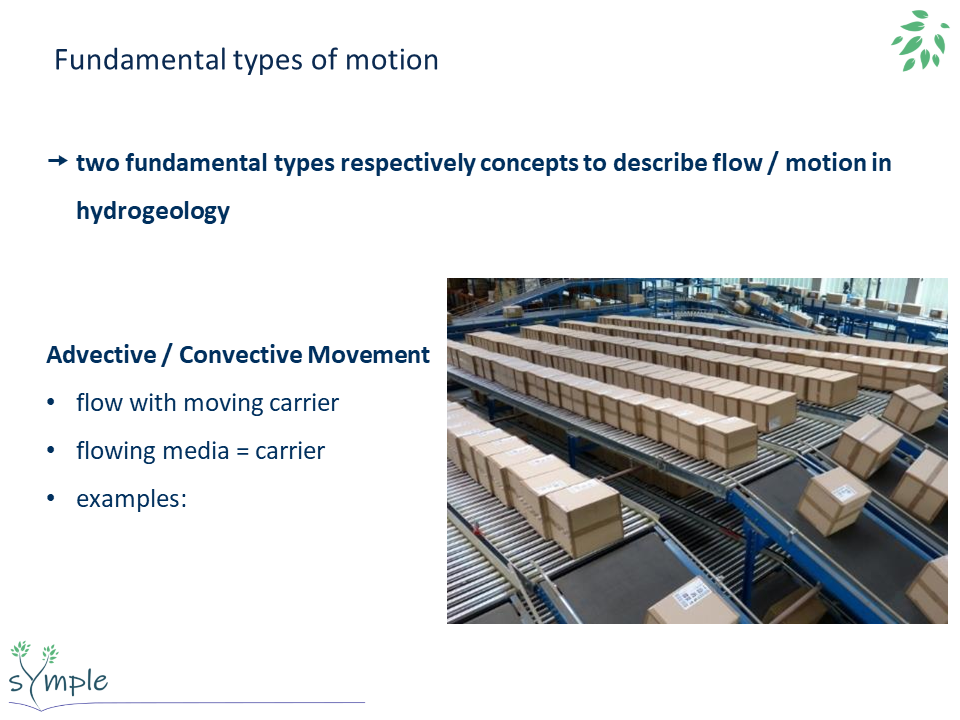 Fundamental types of motion
→ two fundamental types respectively concepts to describe flow / motion in
hydrogeology
Advective / Convective Movement
• flow with moving carrier
• flowing media = carrier
• examples:
sYmple